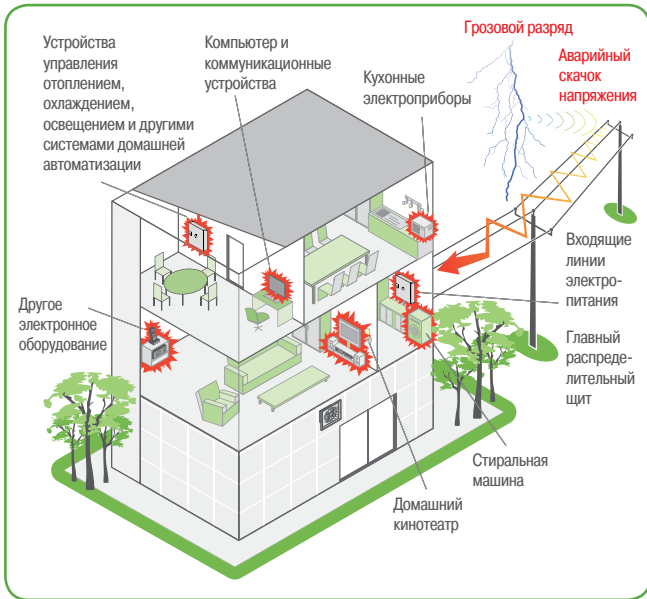 Грозовой разряд
Устройства
управления
отоплением,
охлаждением,
освещением и другими
системами домашней
автоматизации
Компьютер и
коммуникационные
устройства
Кухонные
электроприборы
Аварийный
скачок
напряжения
Входящие
линии
электро-
питания
Другое
электронное
оборудование
Главный
распреде-
лительный
щит
Стиральная
машина
Домашний
кинотеатр